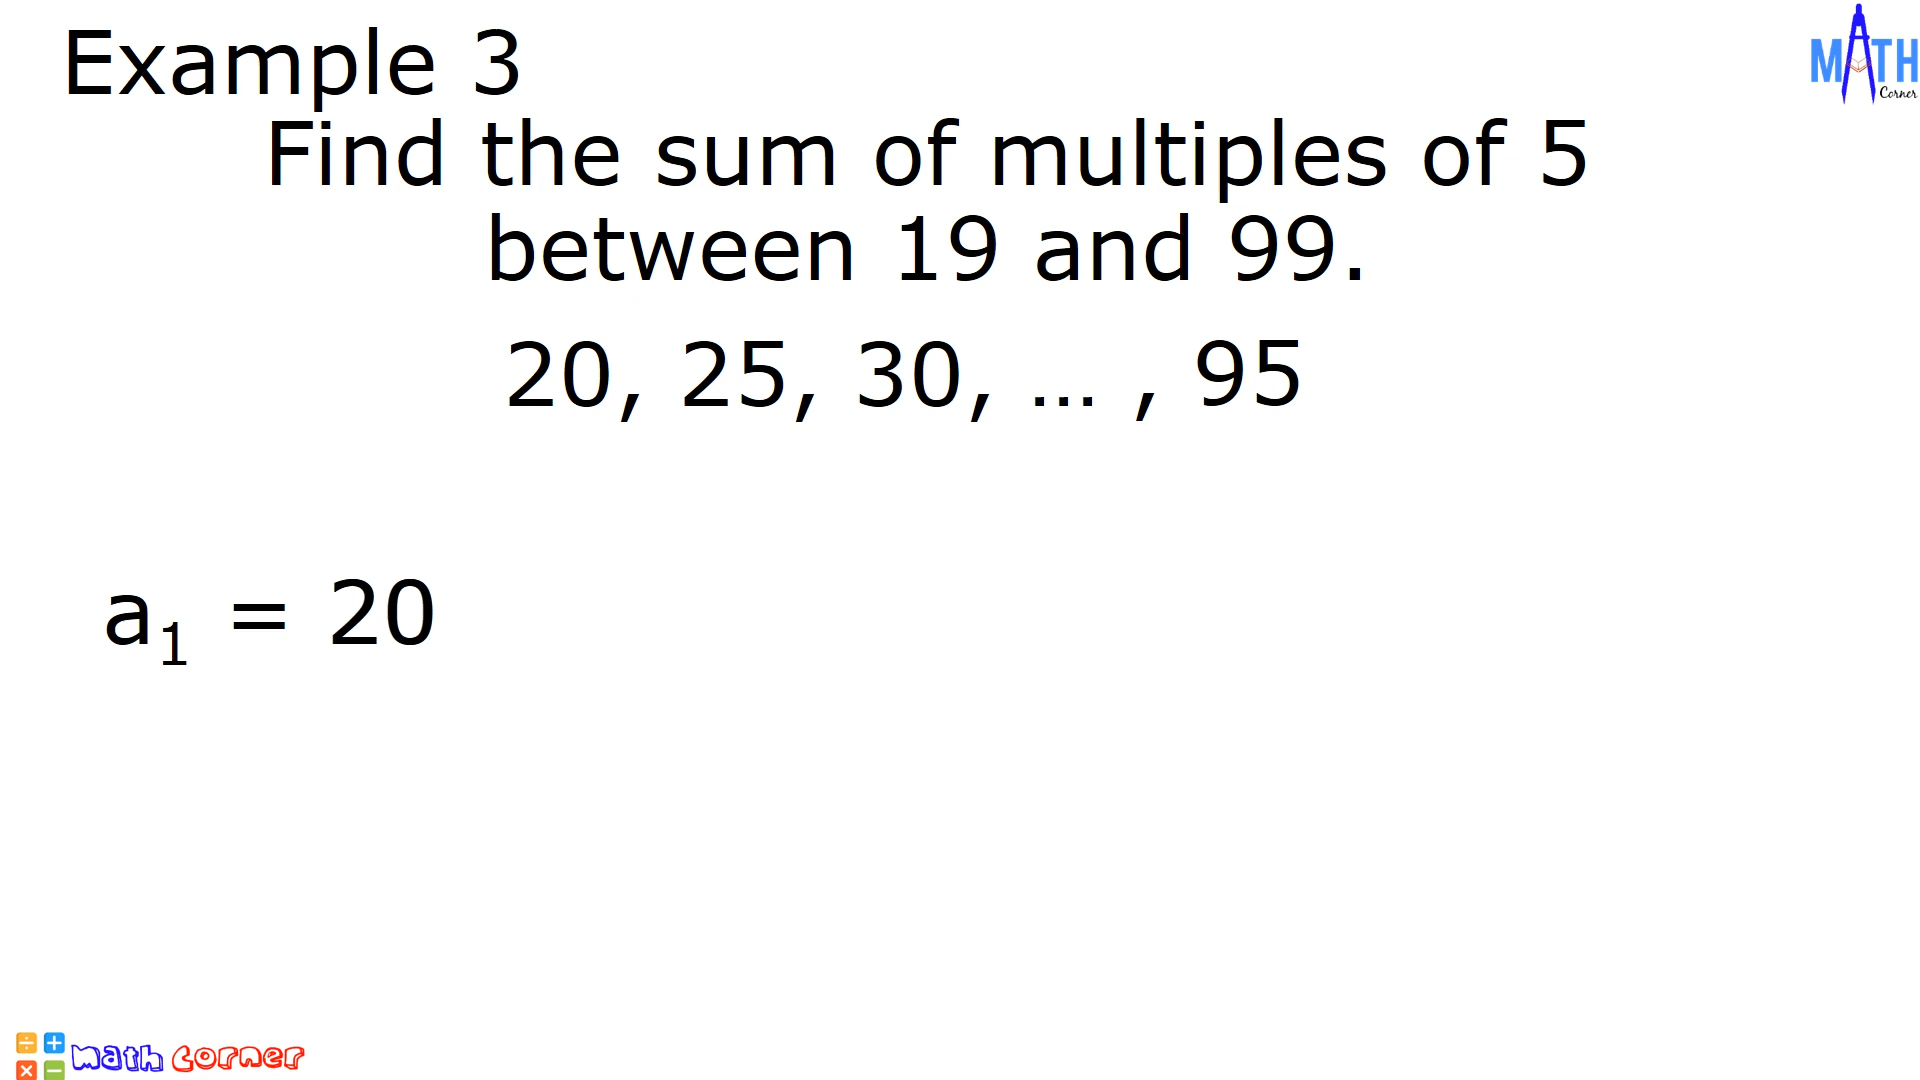 Example 3
MATH
Corner
Find the sum of multiples of 5
between 19 and 99.
20, 25, 30, … , 95
a₁ = 20
math corner